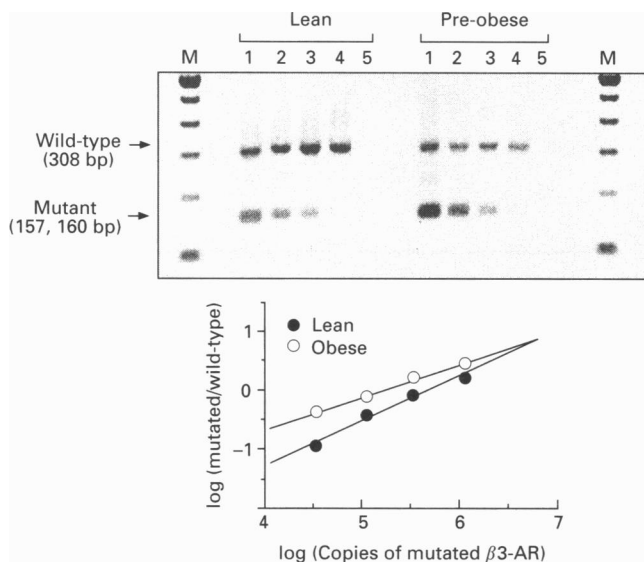 Lean Pre-obese
M 1 2 3 4 5 1 2 3 4 5 M
Wild-type
(308 bp)
Mutant
(157, 160 bp)
log (mutated/wild-type)
1
0
−1
Lean
Obese
4 5 6 7
log (Copies of mutated β3-AR)